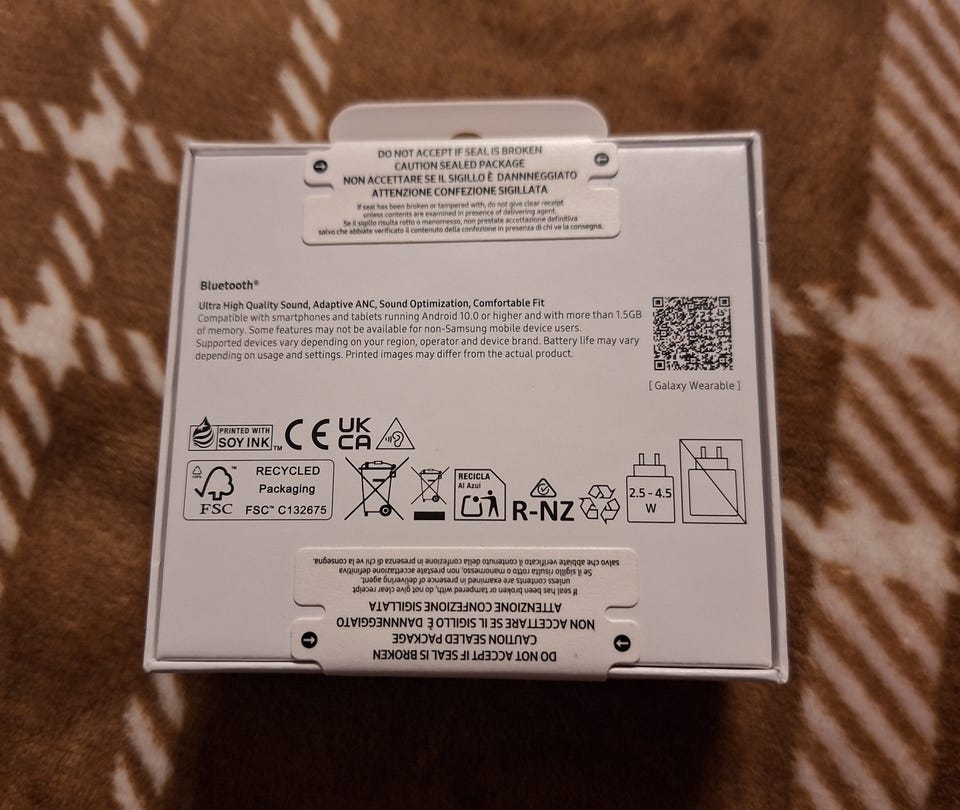 DO NOT ACCEPT IF SEAL IS BROKEN
CAUTION SEALED PACKAGE
NON ACCETTARE SE IL SIGILLO È DANNNEGGIATO
ATTENZIONE CONFEZIONE SIGILLATA
If seal has been broken or tampered with, do not give clear receipt
unless contents are examined in presence of delivering agent.
Se il sigillo risulta rotto o manomesso, non prestate accettazione definitiva
salvo che abbiate verificato il contenuto della confezione in presenza di chi ve la consegna.
Bluetooth®
Ultra High Quality Sound, Adaptive ANC, Sound Optimization, Comfortable Fit
Compatible with smartphones and tablets running Android 10.0 or higher and with more than 1.5GB
of memory. Some features may not be available for non-Samsung mobile device users.
Supported devices vary depending on your region, operator and device brand. Battery life may vary
depending on usage and settings. Printed images may differ from the actual product.
[ Galaxy Wearable ]
PRINTED WITH
SOY INK™
CE
UK
CA
FSC™
RECYCLED
Packaging
FSC™ C132675
RECICLA
Al Azul
R-NZ
2.5 - 4.5
W
DO NOT ACCEPT IF SEAL IS BROKEN
CAUTION SEALED PACKAGE
NON ACCETTARE SE IL SIGILLO È DANNNEGGIATO
ATTENZIONE CONFEZIONE SIGILLATA
If seal has been broken or tampered with, do not give clear receipt
unless contents are examined in presence of delivering agent.
Se il sigillo risulta rotto o manomesso, non prestate accettazione definitiva
salvo che abbiate verificato il contenuto della confezione in presenza di chi ve la consegna.